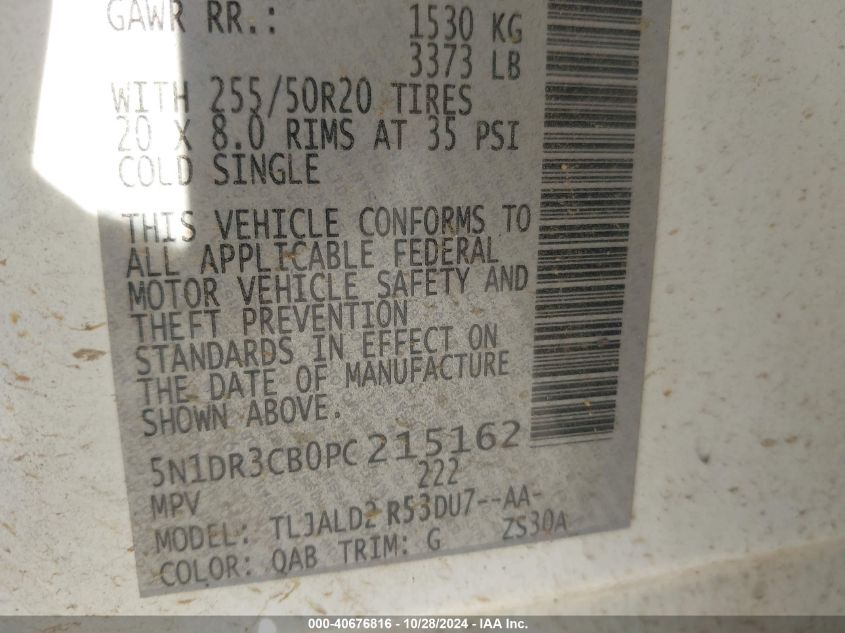 GAWR RR.: 1530 KG
3373 LB
WITH 255/50R20 TIRES
20 X 8.0 RIMS AT 35 PSI
COLD SINGLE
THIS VEHICLE CONFORMS TO
ALL APPLICABLE FEDERAL
MOTOR VEHICLE SAFETY AND
THEFT PREVENTION
STANDARDS IN EFFECT ON
THE DATE OF MANUFACTURE
SHOWN ABOVE.
5N1DR3CB0PC215162
MPV 222
MODEL: TLJALD2 R53DU7--AA-
COLOR: QAB TRIM: G ZS30A
000-40676816 / 10/28/2024 - IAA Inc.